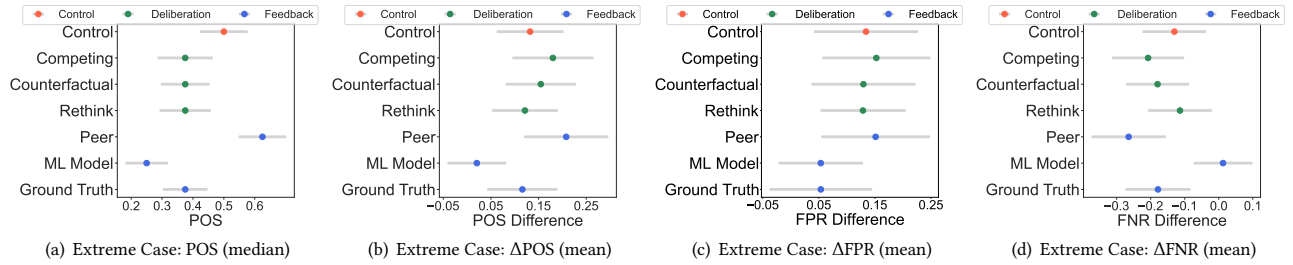 Control Deliberation Feedback
Control
Competing
Counterfactual
Rethink
Peer
ML Model
Ground Truth
0.2 0.3 0.4 0.5 0.6
POS
(a) Extreme Case: POS (median)
Control Deliberation Feedback
Control
Competing
Counterfactual
Rethink
Peer
ML Model
Ground Truth
−0.05 0.05 0.15 0.25
POS Difference
(b) Extreme Case: ΔPOS (mean)
Control Deliberation Feedback
Control
Competing
Counterfactual
Rethink
Peer
ML Model
Ground Truth
-0.05 0.05 0.15 0.25
FPR Difference
(c) Extreme Case: ΔFPR (mean)
Control Deliberation Feedback
Control
Competing
Counterfactual
Rethink
Peer
ML Model
Ground Truth
−0.3 −0.2 −0.1 0.0 0.1
FNR Difference
(d) Extreme Case: ΔFNR (mean)